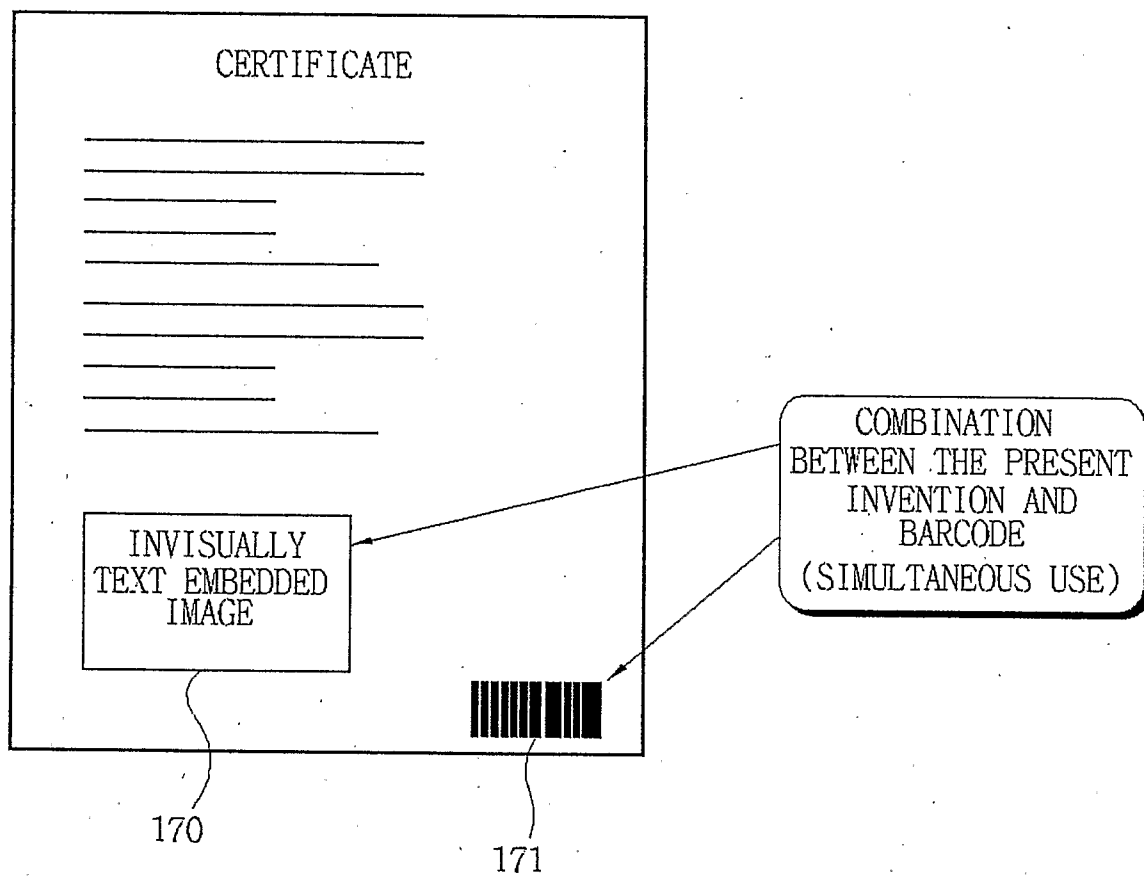 CERTIFICATE
INVISUALLY
TEXT EMBEDDED
IMAGE
COMBINATION
BETWEEN THE PRESENT
INVENTION AND
BARCODE
(SIMULTANEOUS USE)
170
171